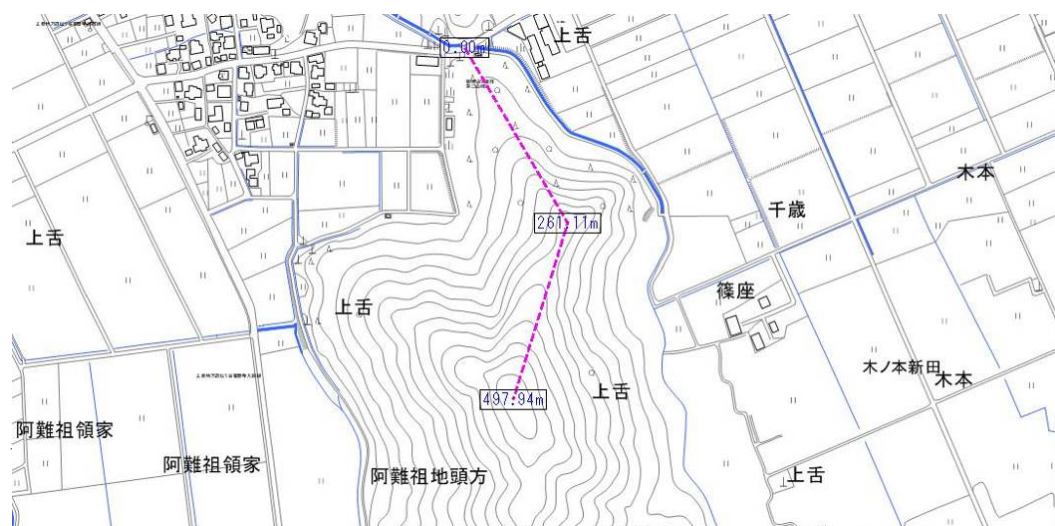 上舌
0.00m
木本
千歳
261.11m
上舌
篠座
上舌
木ノ本新田
木本
上舌
497.94m
阿難祖領家
阿難祖領家
阿難祖地頭方
上舌